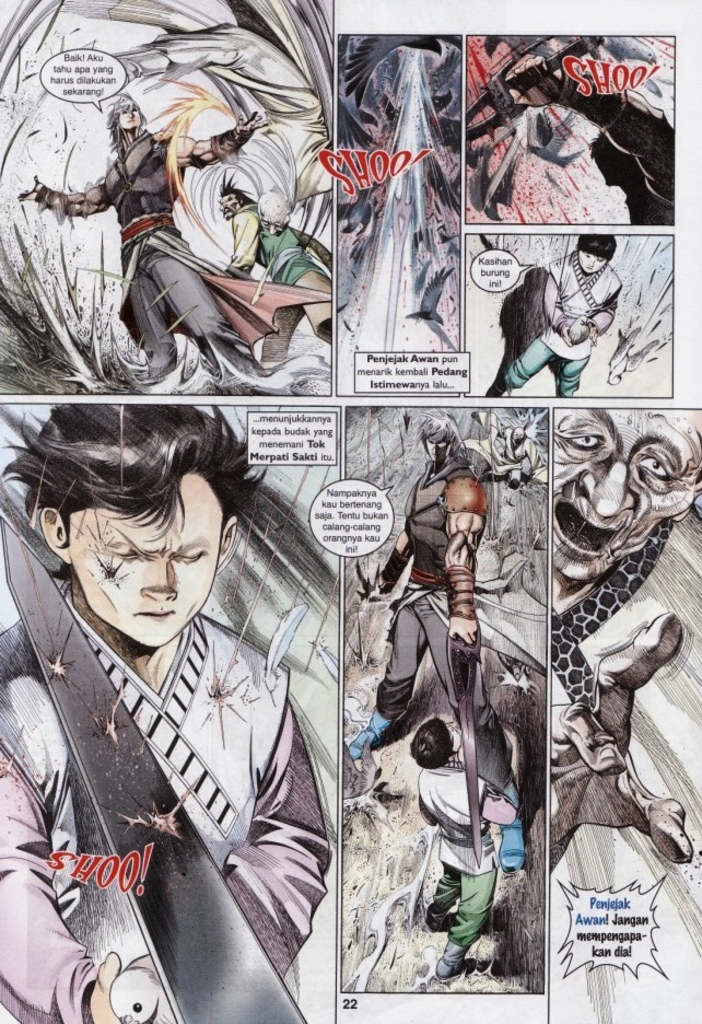 Baik! Aku
tahu apa yang
harus dilakukan
sekarang!
SHOO!
Penjejak Awan pun
menarik kembali Pedang
Istimewanya lalu...
SHOO!
Kasihan
burung
ini!
...menunjukkannya
kepada budak yang
menemani Tok
Merpati Sakti itu.
SHOO!
Nampaknya
kau bertenang
saja. Tentu bukan
calang-calang
orangnya kau
ini!
Penjejak
Awan! Jangan
mempengapa-
kan dia!
22